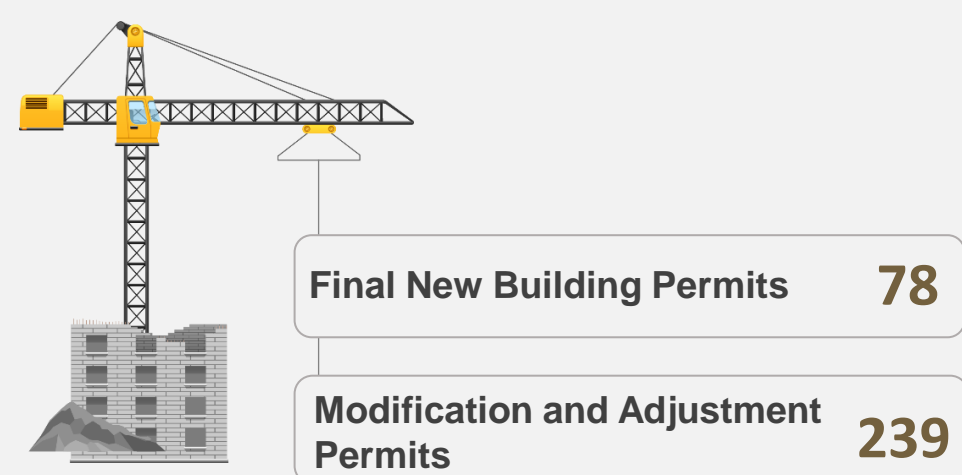 Final New Building Permits 78
Modification and Adjustment
Permits 239